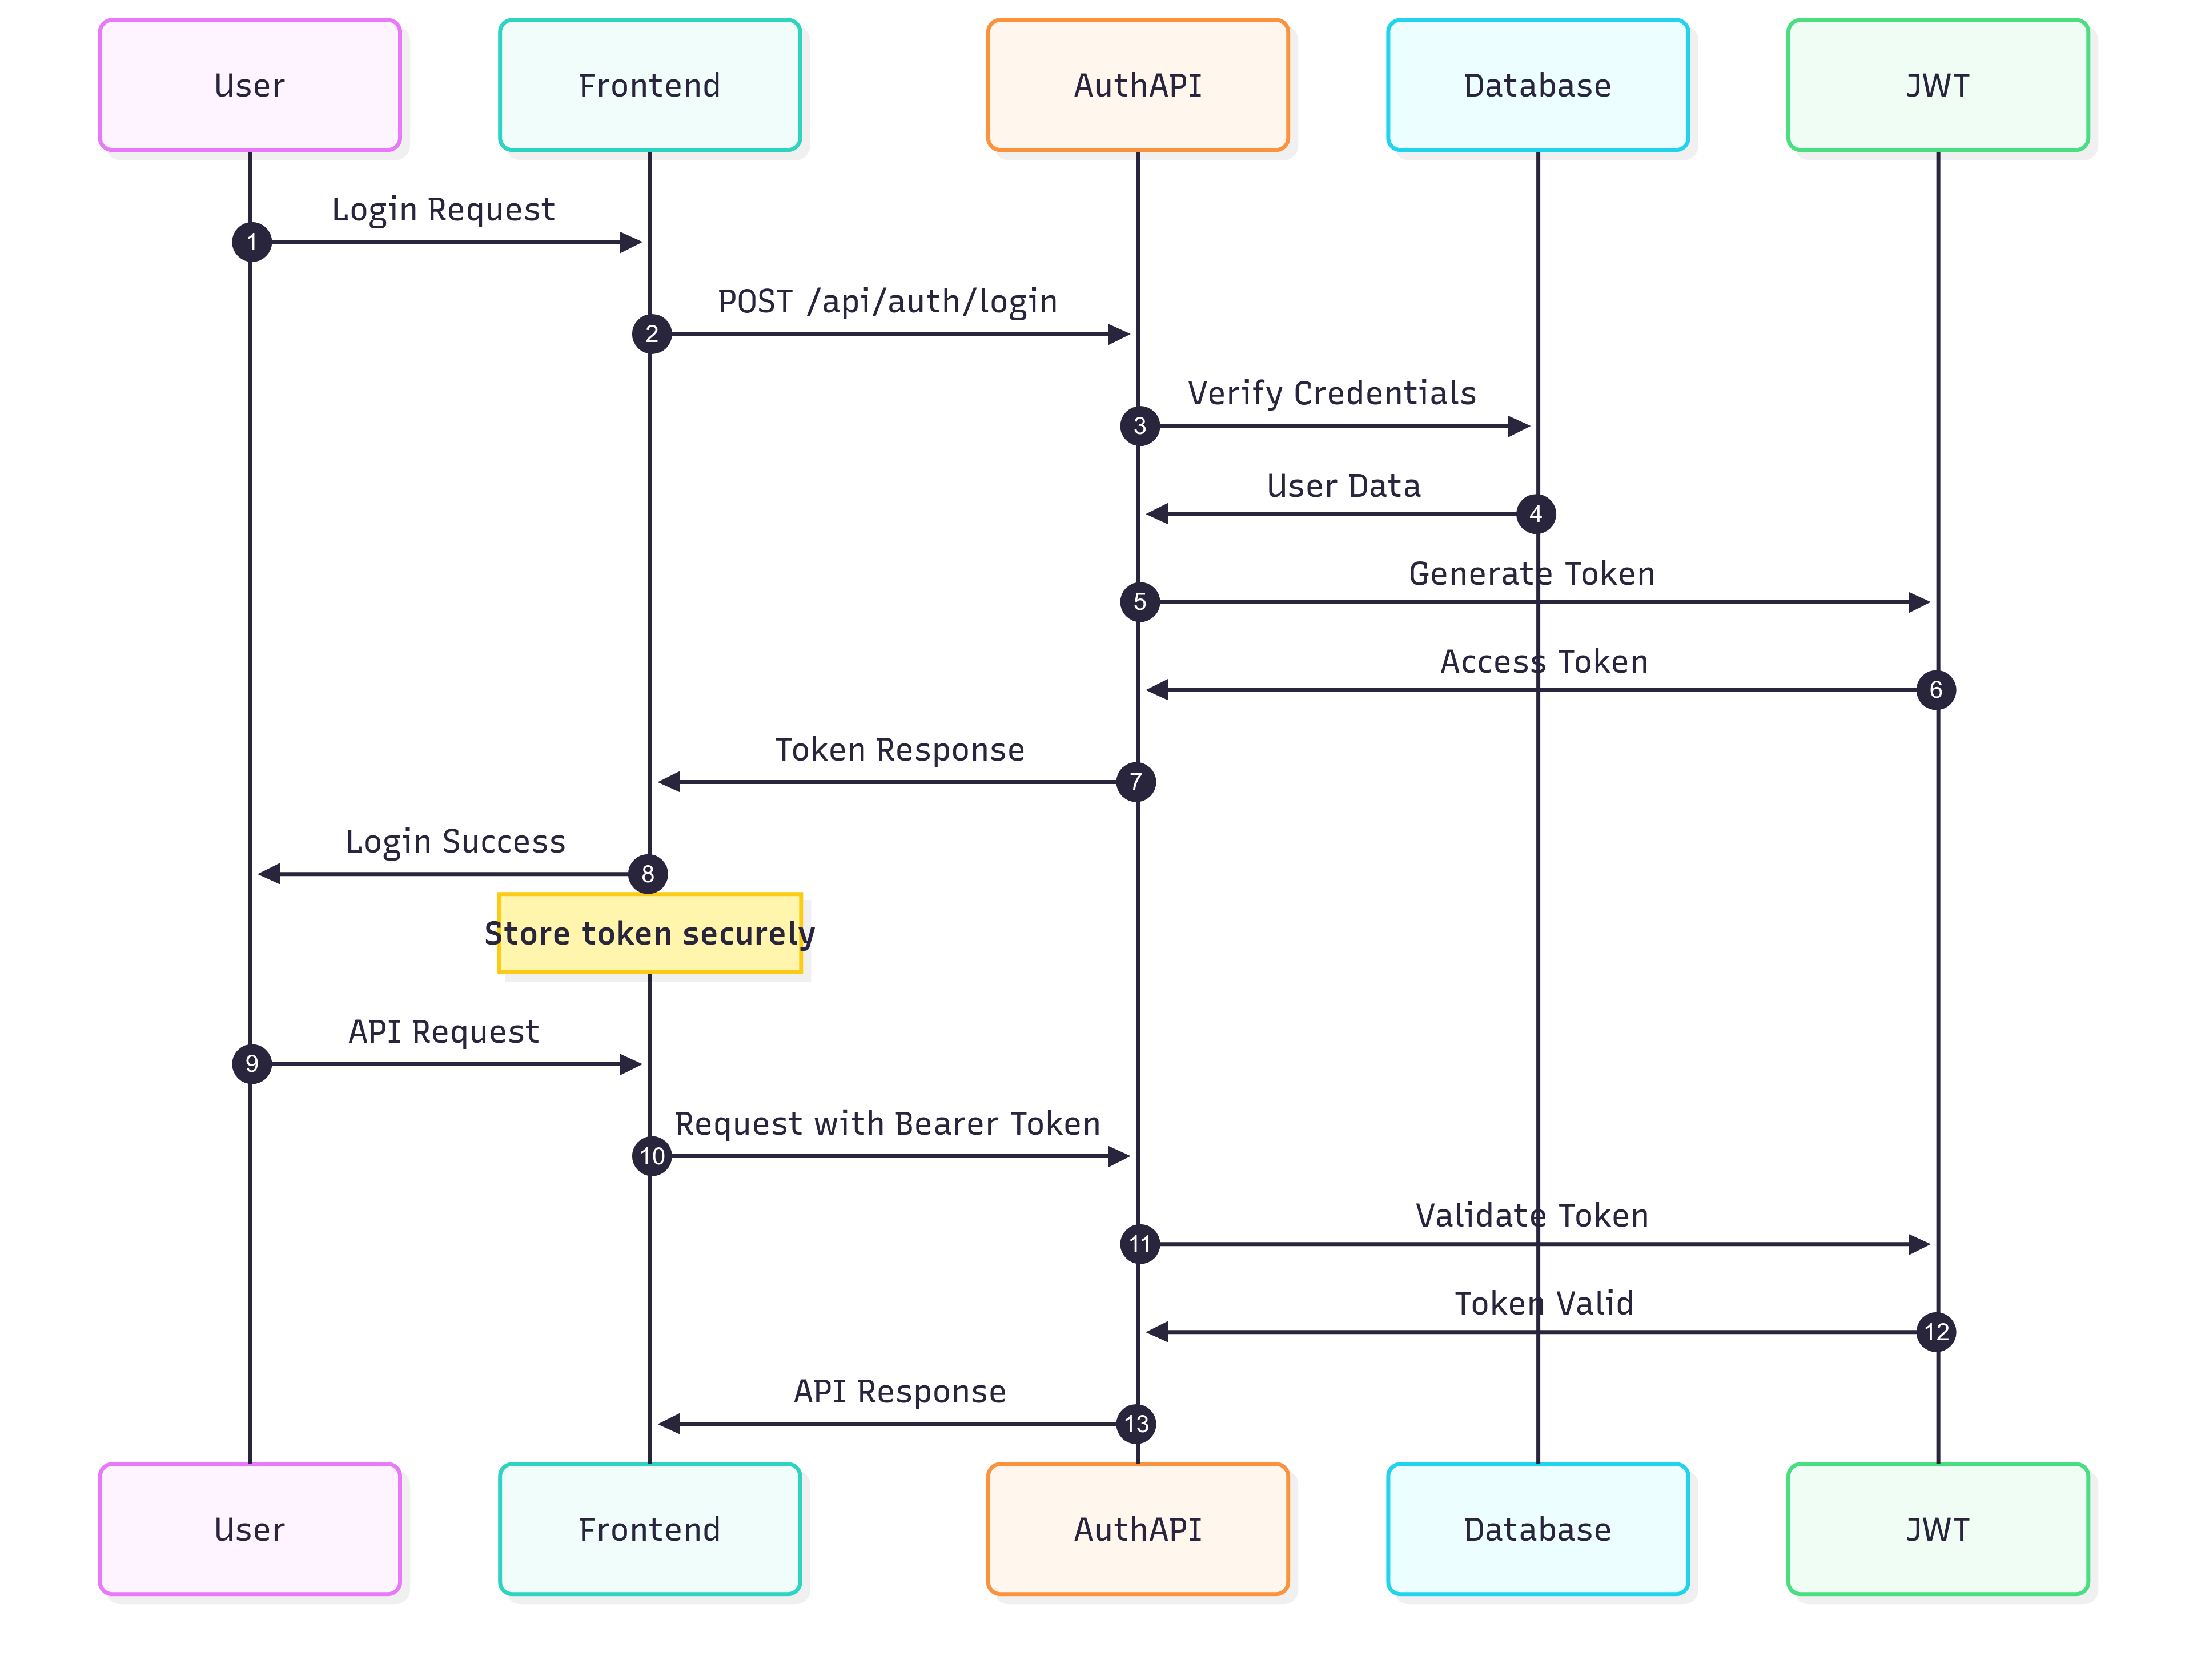 User
Frontend
AuthAPI
Database
JWT
Login Request
1
POST /api/auth/login
2
Verify Credentials
3
User Data
4
Generate Token
5
Access Token
6
Token Response
7
Login Success
8
Store token securely
API Request
9
Request with Bearer Token
10
Validate Token
11
Token Valid
12
API Response
13
User
Frontend
AuthAPI
Database
JWT